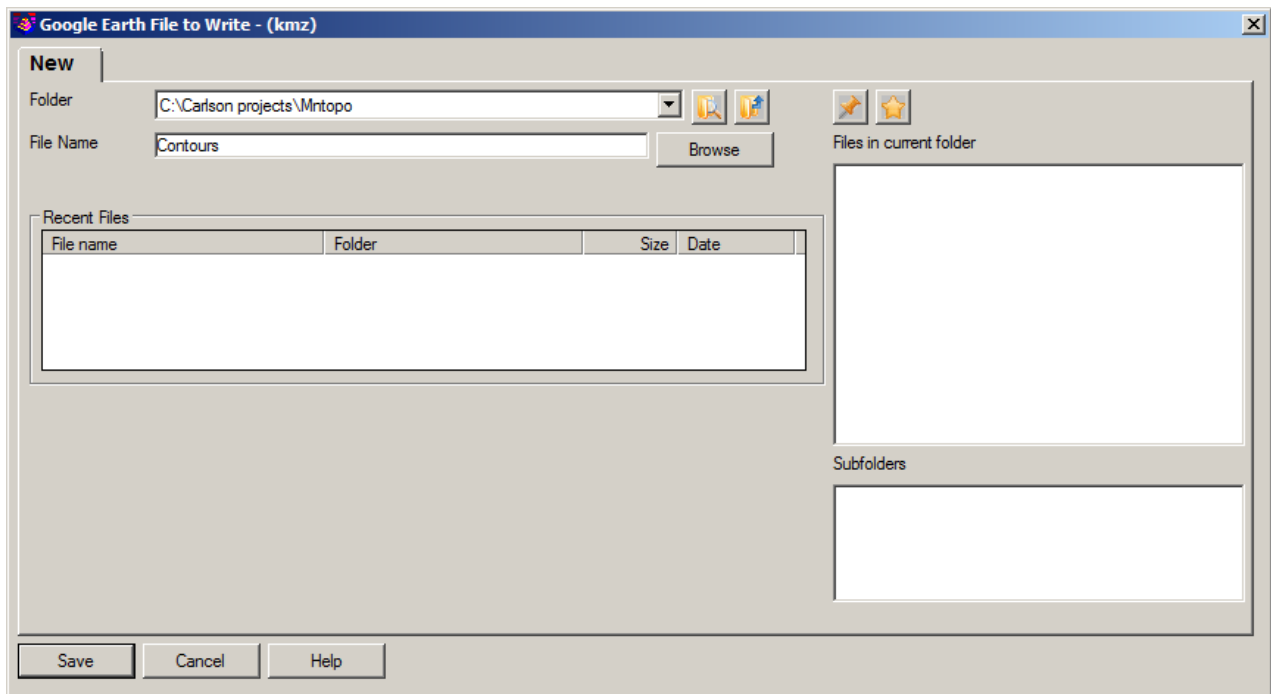 Google Earth File to Write - (kmz)
New
Folder
C:\Carlson projects\Mntopo
File Name
Contours
Browse
Files in current folder
Recent Files
File name Folder Size Date
Subfolders
Save Cancel Help